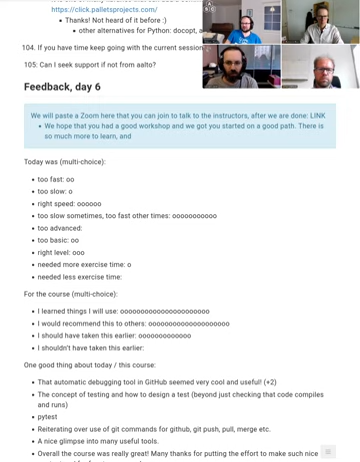 https://click.palletsprojects.com/
Thanks! Not heard of it before :)
other alternatives for Python: docopt,
104. If you have time keep going with the current session
105: Can I seek support if not from aalto?
Feedback, day 6
We will paste a Zoom here that you can join to talk to the instructors, after we are done: LINK
We hope that you had a good workshop and we got you started on a good path. There is
so much more to learn, and
Today was (multi-choice):
too fast: oo
too slow: o
right speed: oooooo
too slow sometimes, too fast other times: ooooooooooo
too advanced:
too basic: oo
right level: ooo
needed more exercise time: o
needed less exercise time:
For the course (multi-choice):
I learned things I will use: oooooooooooooooooooooo
I would recommend this to others: oooooooooooooooooooo
I should have taken this earlier: ooooooooooooo
I shouldn't have taken this earlier:
One good thing about today / this course:
That automatic debugging tool in GitHub seemed very cool and useful! (+2)
The concept of testing and how to design a test (beyond just checking that code compiles
and runs)
pytest
Reiterating over use of git commands for github, git push, pull, merge etc.
A nice glimpse into many useful tools.
Overall the course was really great! Many thanks for putting the effort to make such nice